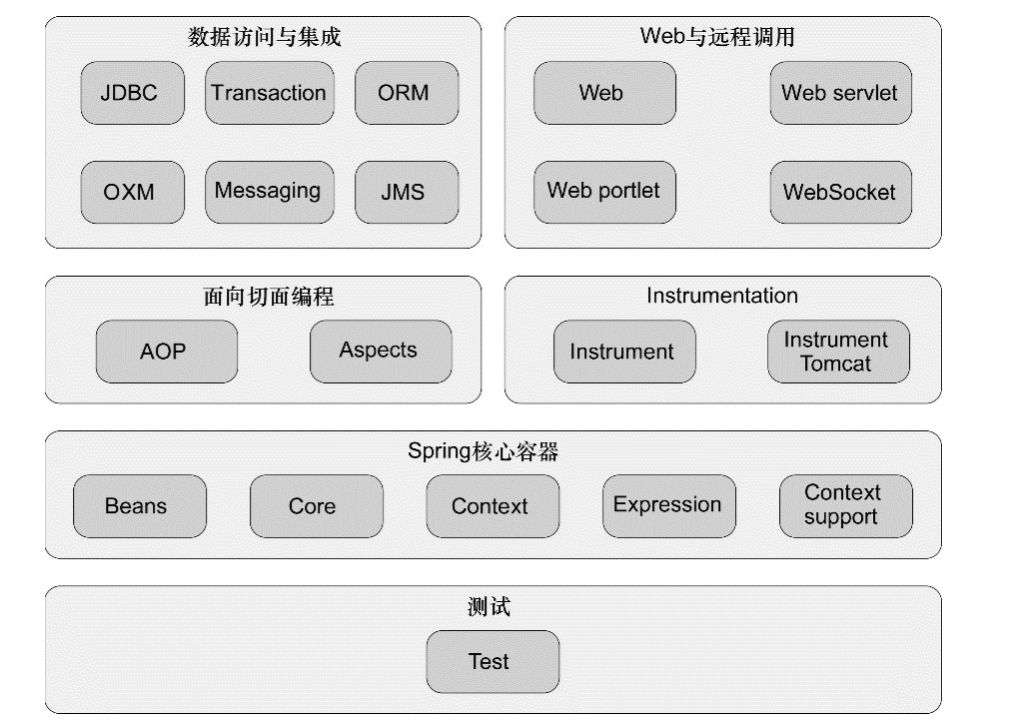 数据访问与集成
JDBC
Transaction
ORM
OXM
Messaging
JMS
Web与远程调用
Web
Web servlet
Web portlet
WebSocket
面向切面编程
AOP
Aspects
Instrumentation
Instrument
Instrument
Tomcat
Spring核心容器
Beans
Core
Context
Expression
Context
support
测试
Test